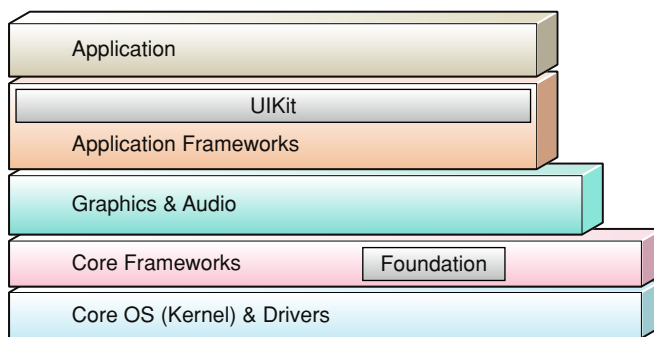 Application
UIKit
Application Frameworks
Graphics & Audio
Core Frameworks
Foundation
Core OS (Kernel) & Drivers